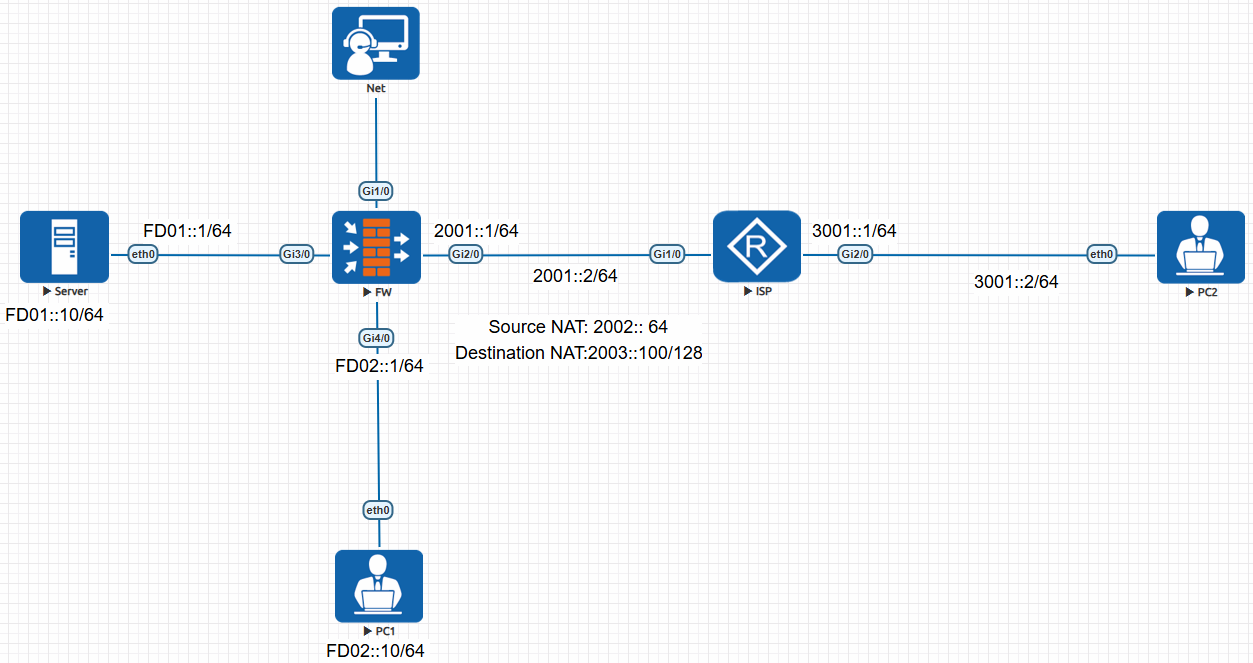 Net
Gi1/0
FD01::1/64
2001::1/64
3001::1/64
eth0
Gi3/0
Gi2/0
Gi1/0
Gi2/0
eth0
2001::2/64
3001::2/64
Server
FW
ISP
PC2
FD01::10/64
Source NAT: 2002:: 64
Gi4/0
Destination NAT:2003::100/128
FD02::1/64
eth0
PC1
FD02::10/64